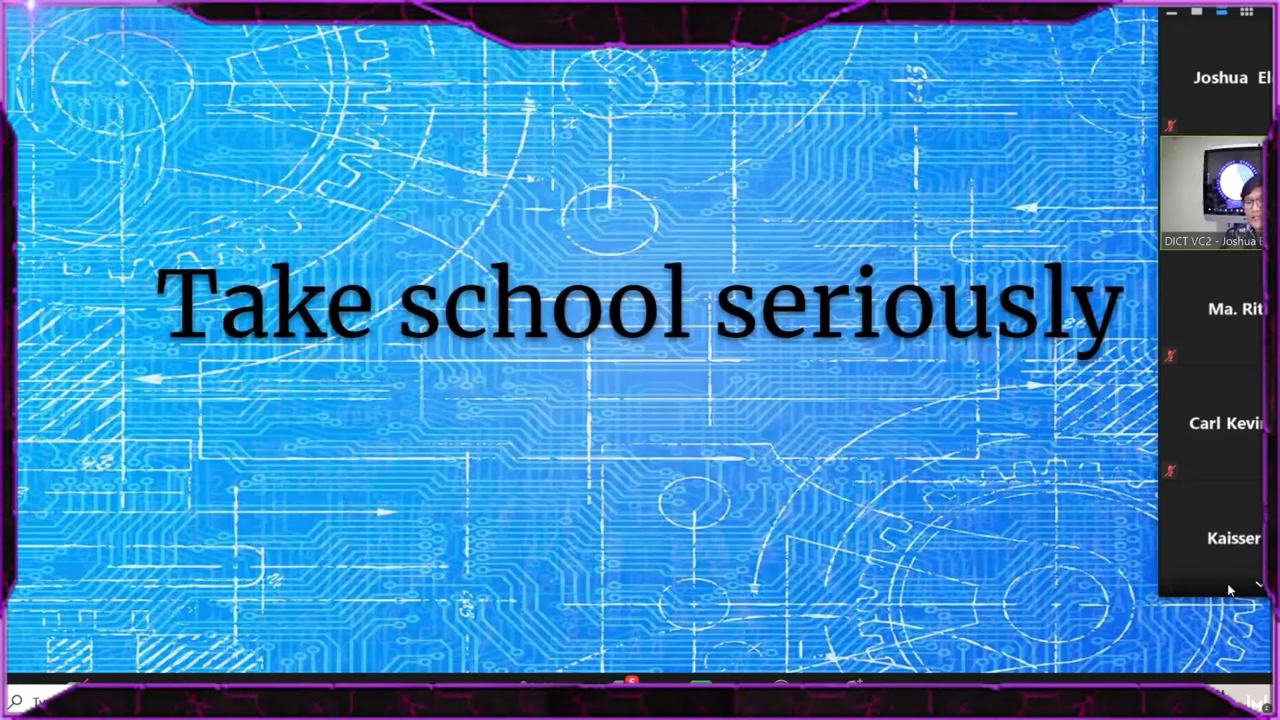 Take school seriously
Joshua El
DICT VC2 - Joshua E
Ma. Rit
Carl Kevi
Kaisser